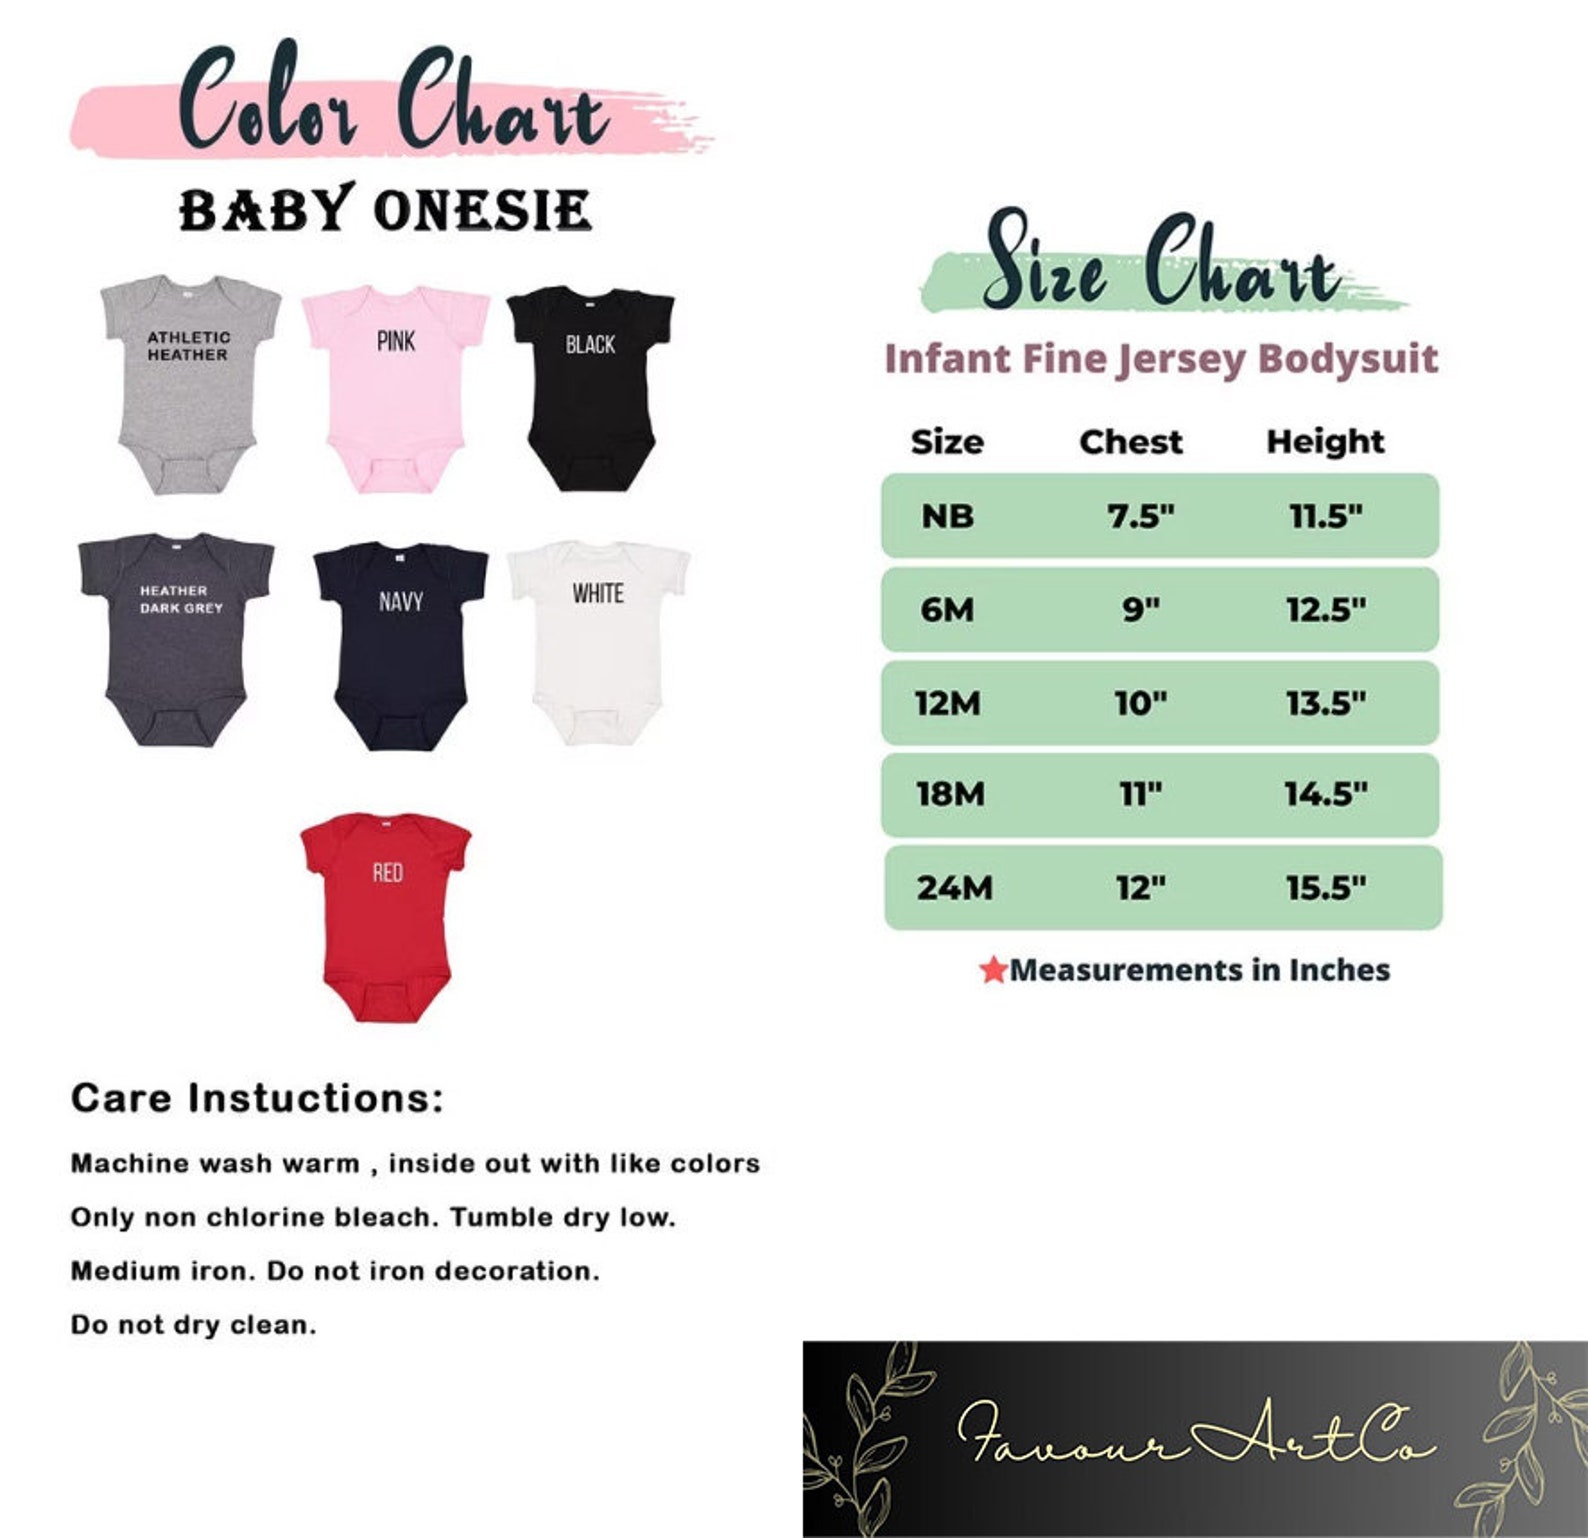 Color Chart
BABY ONESIE
ATHLETIC
HEATHER
PINK
BLACK
HEATHER
DARK GREY
NAVY
WHITE
RED
Care Instuctions:
Machine wash warm , inside out with like colors
Only non chlorine bleach. Tumble dry low.
Medium iron. Do not iron decoration.
Do not dry clean.
Size Chart
Infant Fine Jersey Bodysuit
Size Chest Height
NB 7.5" 11.5"
6M 9" 12.5"
12M 10" 13.5"
18M 11" 14.5"
24M 12" 15.5"
Measurements in Inches
FavourArtCo